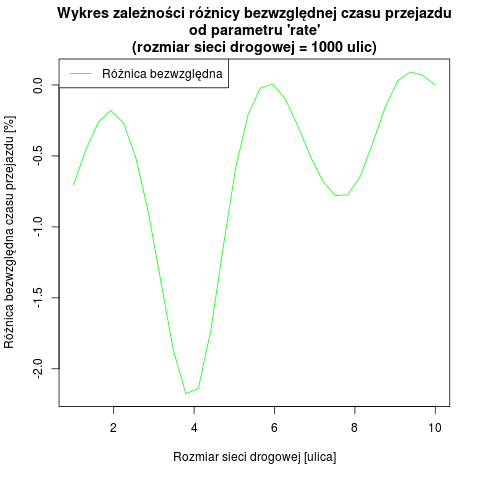 Wykres zależności różnicy bezwzględnej czasu przejazdu
od parametru 'rate'
(rozmiar sieci drogowej = 1000 ulic)
Różnica bezwzględna
Różnica bezwzględna czasu przejazdu [%]
0.0
-0.5
-1.0
-1.5
-2.0
2 4 6 8 10
Rozmiar sieci drogowej [ulica]